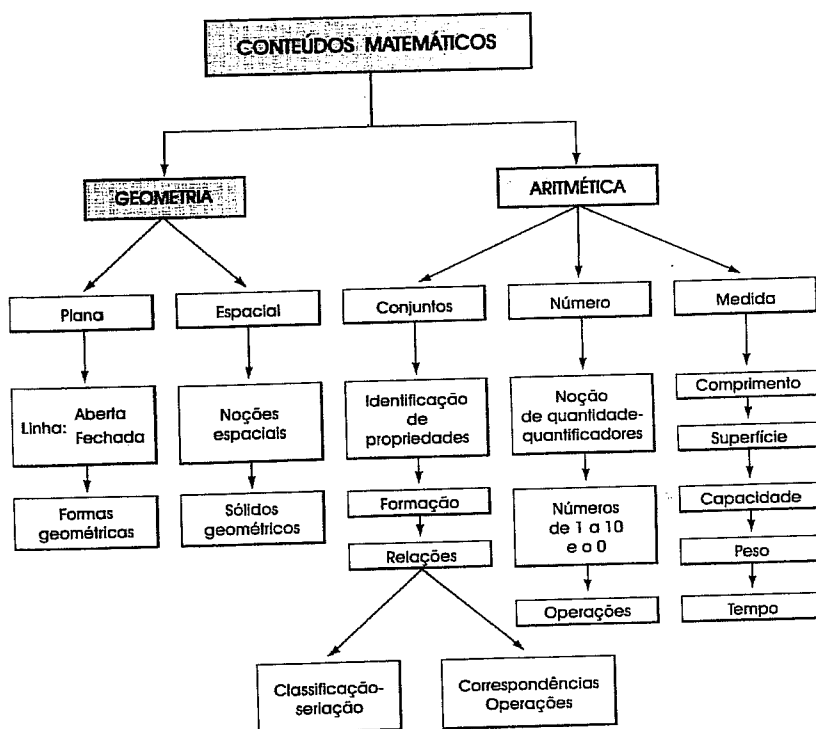 CONTEÚDOS MATEMÁTICOS
GEOMETRIA
ARITMÉTICA
Plana
Espacial
Conjuntos
Número
Medida
Linha: Aberta
Fechada
Noções
espaciais
Identificação
de
propriedades
Noção
de quantidade-
quantificadores
Comprimento
Superfície
Formas
geométricas
Sólidos
geométricos
Formação
Números
de 1 a 10
e o 0
Capacidade
Relações
Peso
Operações
Tempo
Classificação-
seriação
Correspondências
Operações